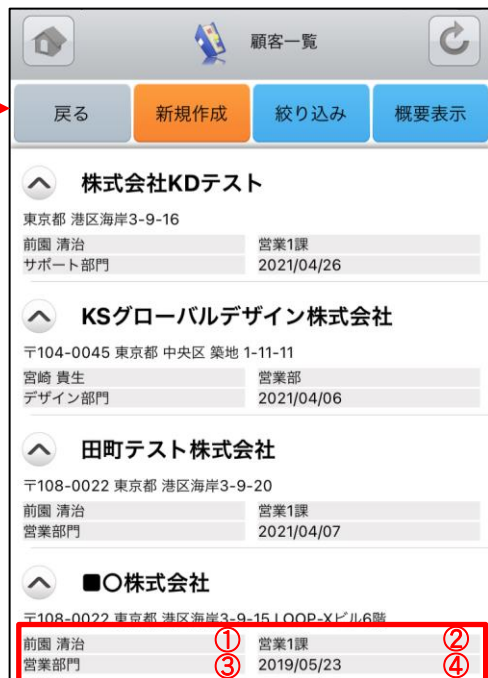 顧客一覧
戻る 新規作成 絞り込み 概要表示
株式会社KDテスト
東京都 港区海岸3-9-16
前園 清治 営業1課
サポート部門 2021/04/26
KSグローバルデザイン株式会社
〒104-0045 東京都 中央区 築地 1-11-11
宮崎 貴生 営業部
デザイン部門 2021/04/06
田町テスト株式会社
〒108-0022 東京都 港区海岸3-9-20
前園 清治 営業1課
営業部門 2021/04/07
■〇株式会社
〒108-0022 東京都 港区海岸3-9-15 LOOP-Xビル6階
前園 清治 ① 営業1課 ②
営業部門 ③ 2019/05/23 ④